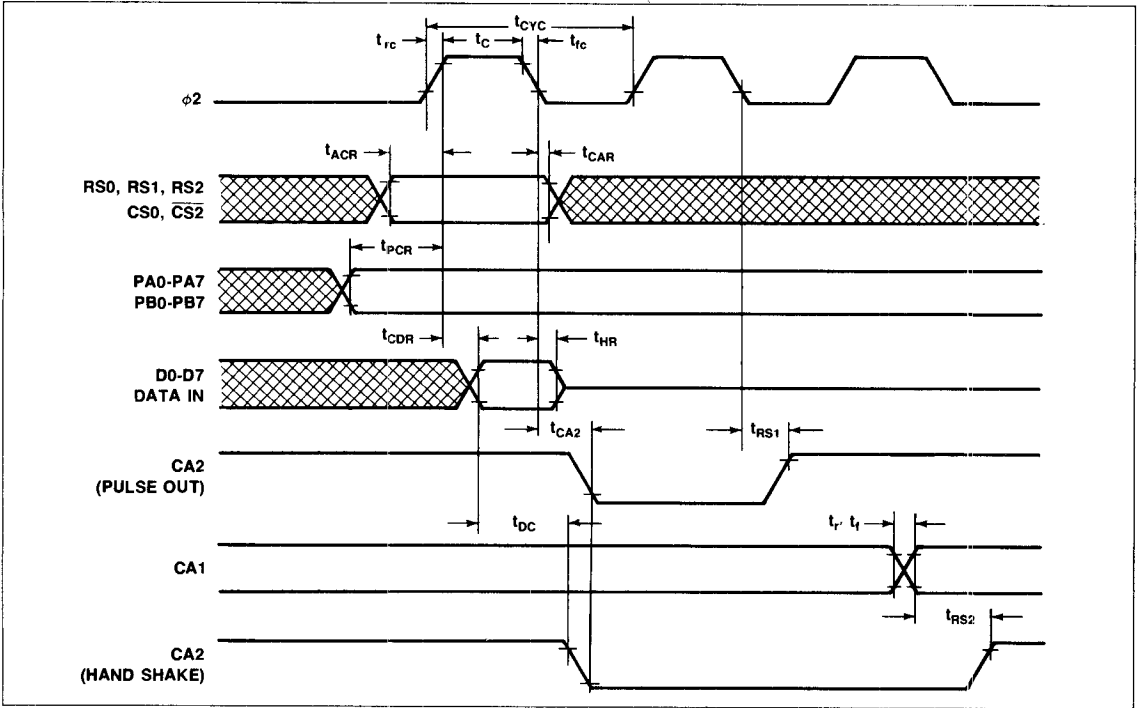 tCYC
trc tC tfc
ϕ2
tACR tCAR
RS0, RS1, RS2
CS0, C̅S̅2̅
tPCR
PA0-PA7
PB0-PB7
tCDR tHR
D0-D7
DATA IN
tCA2 tRS1
CA2
(PULSE OUT)
tDC tr, tf
CA1
tRS2
CA2
(HAND SHAKE)